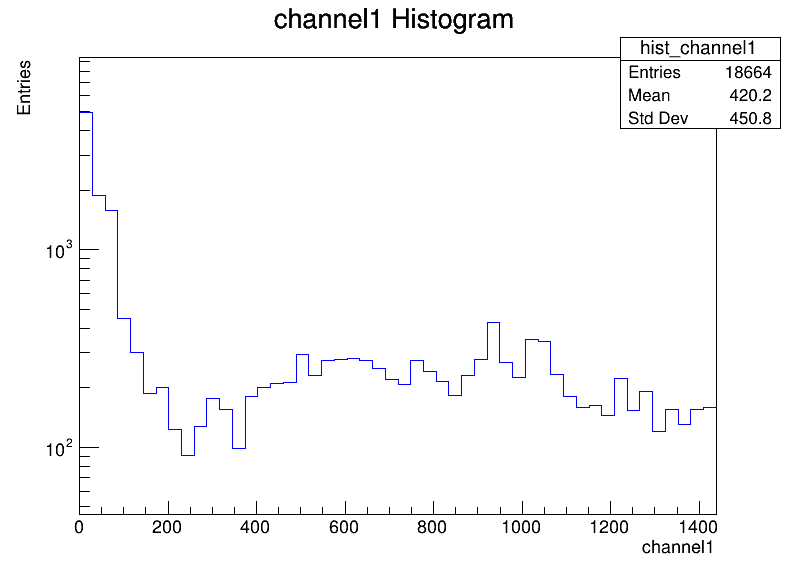 channel1 Histogram
hist_channel1
Entries 18664
Mean 420.2
Std Dev 450.8
Entries
10³
10²
0 200 400 600 800 1000 1200 1400
channel1